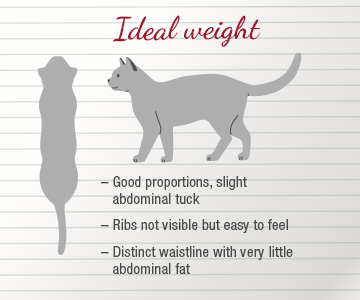 Ideal weight
– Good proportions, slight
abdominal tuck
– Ribs not visible but easy to feel
– Distinct waistline with very little
abdominal fat